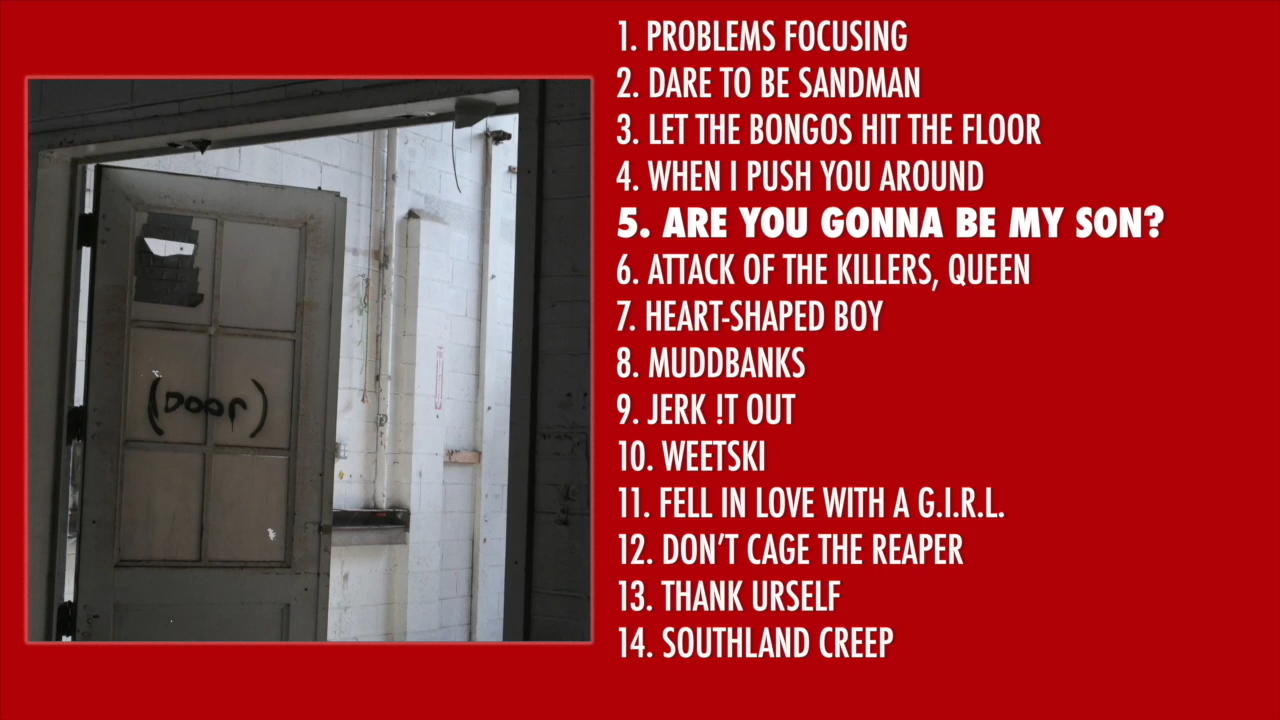 1. PROBLEMS FOCUSING
2. DARE TO BE SANDMAN
3. LET THE BONGOS HIT THE FLOOR
4. WHEN I PUSH YOU AROUND
5. ARE YOU GONNA BE MY SON?
6. ATTACK OF THE KILLERS, QUEEN
7. HEART-SHAPED BOY
8. MUDDBANKS
9. JERK !T OUT
10. WEETSKI
11. FELL IN LOVE WITH A G.I.R.L.
12. DON'T CAGE THE REAPER
13. THANK URSELF
14. SOUTHLAND CREEP
(Door)